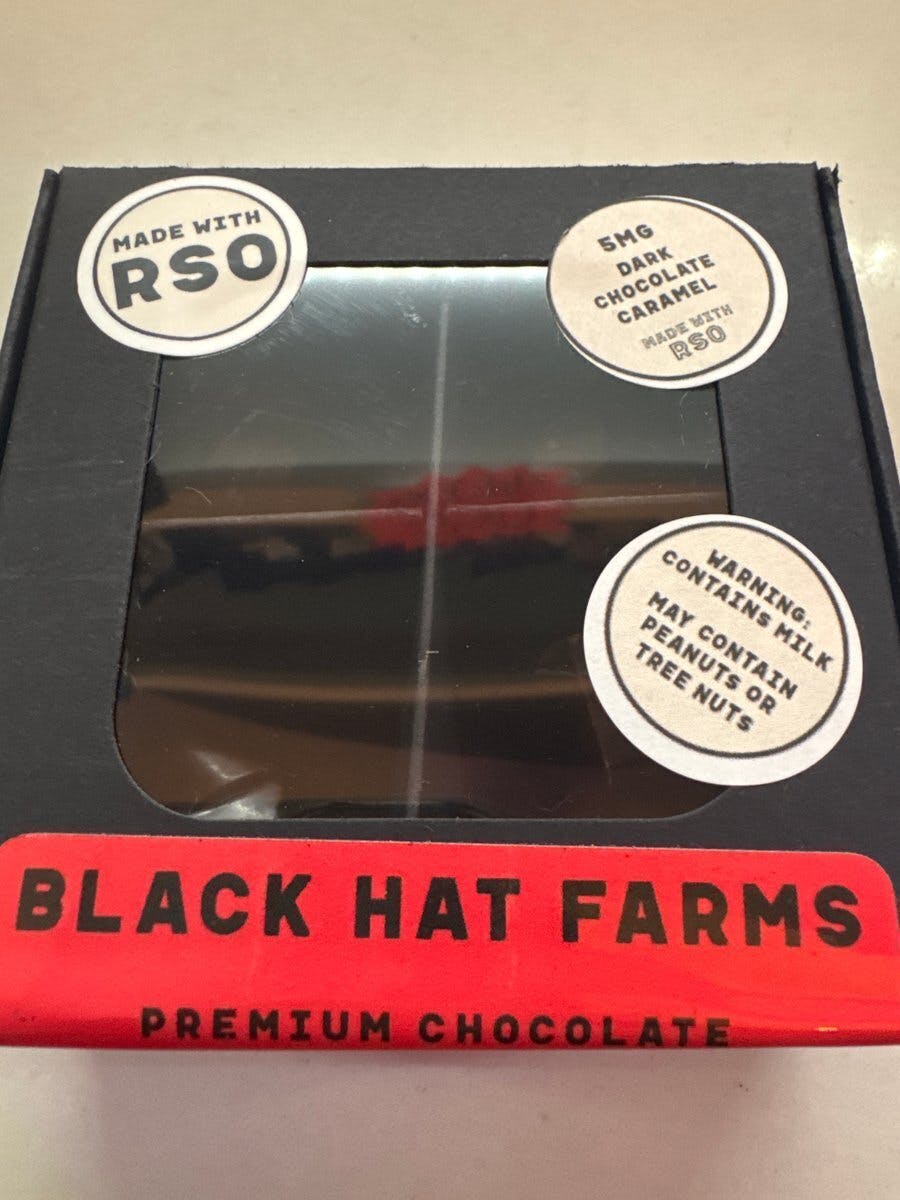 MADE WITH
RSO
5MG
DARK
CHOCOLATE
CARAMEL
MADE WITH
RSO
WARNING:
CONTAINS MILK
MAY CONTAIN
PEANUTS OR
TREE NUTS
BLACK HAT FARMS
PREMIUM CHOCOLATE